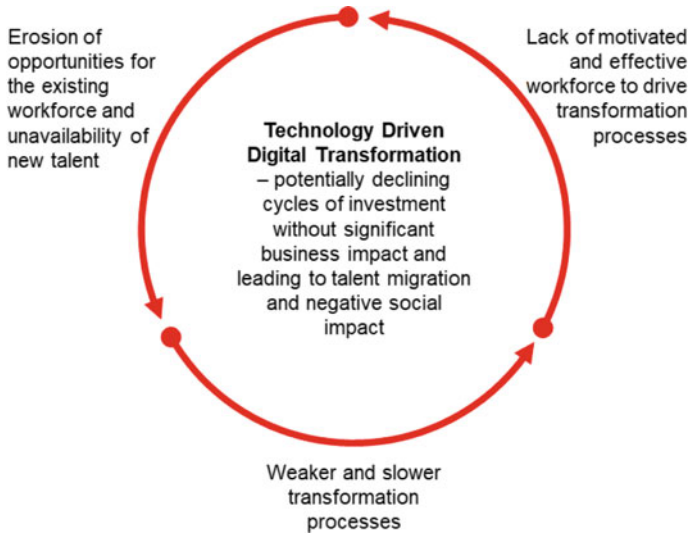 Erosion of
opportunities for
the existing
workforce and
unavailability of
new talent
Lack of motivated
and effective
workforce to drive
transformation
processes
Technology Driven
Digital Transformation
– potentially declining
cycles of investment
without significant
business impact and
leading to talent migration
and negative social
impact
Weaker and slower
transformation
processes